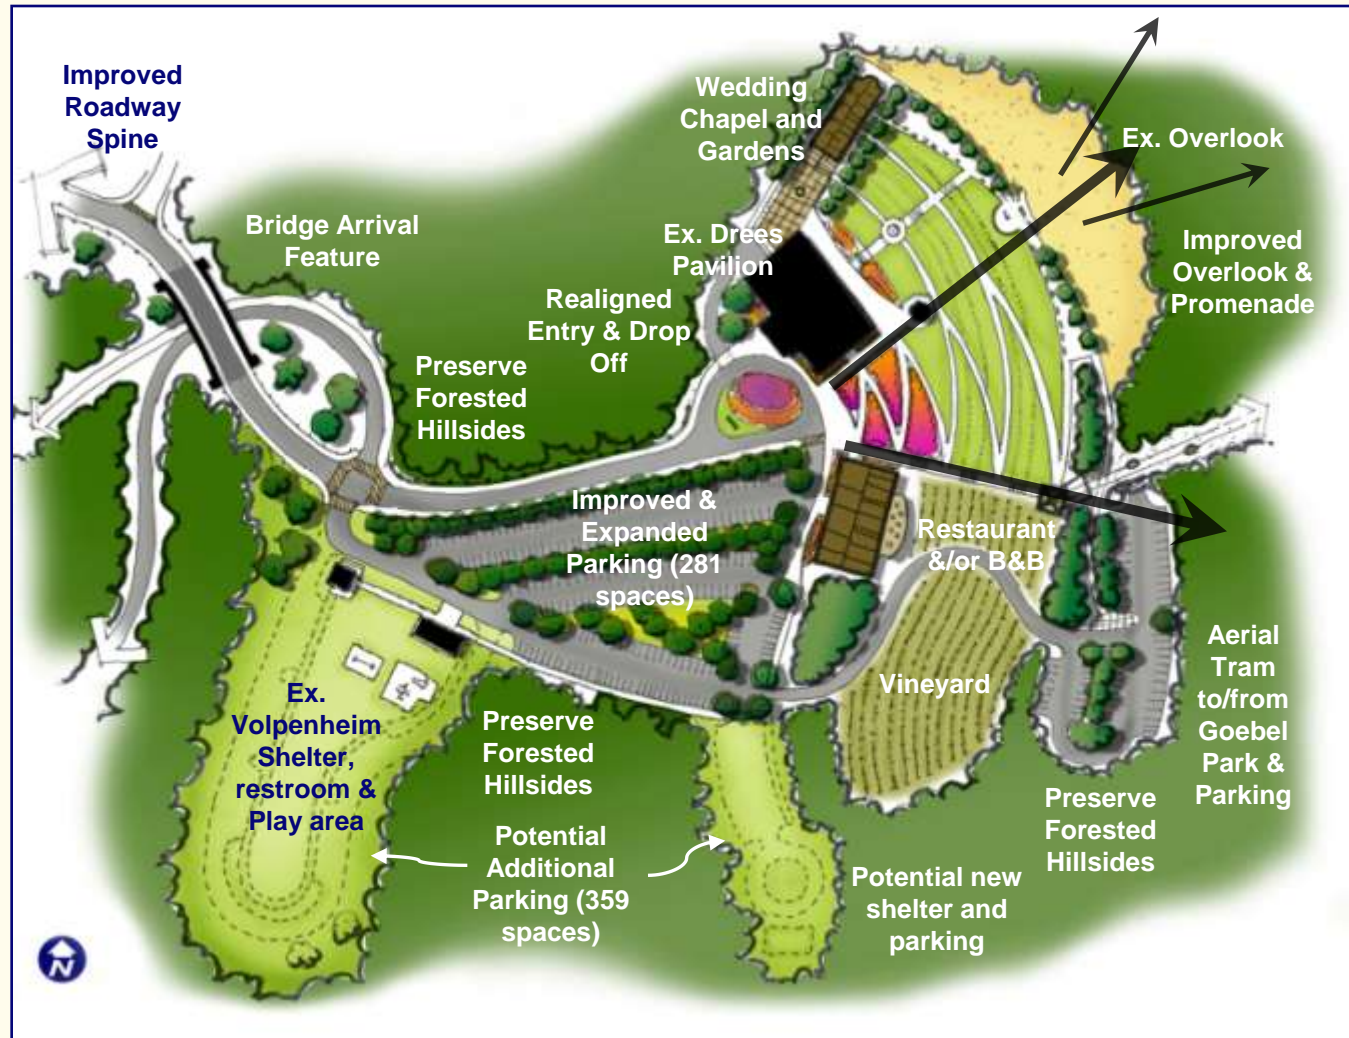 Improved
Roadway
Spine
Bridge Arrival
Feature
Preserve
Forested
Hillsides
Wedding
Chapel and
Gardens
Ex. Drees
Pavilion
Realigned
Entry & Drop
Off
Ex. Overlook
Improved
Overlook &
Promenade
Improved &
Expanded
Parking (281
spaces)
Restaurant
&/or B&B
Vineyard
Aerial
Tram
to/from
Goebel
Park &
Parking
Ex.
Volpenheim
Shelter,
restroom &
Play area
Preserve
Forested
Hillsides
Potential
Additional
Parking (359
spaces)
Potential new
shelter and
parking
Preserve
Forested
Hillsides
N